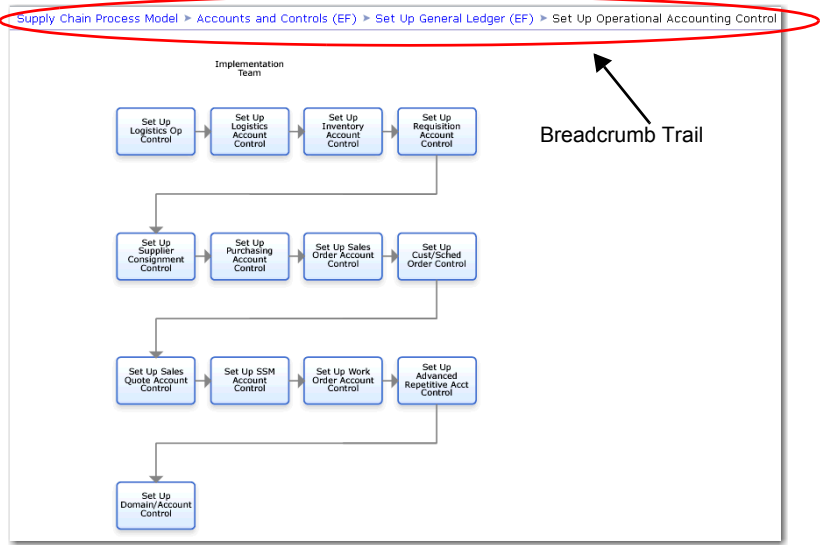 Supply Chain Process Model ➤ Accounts and Controls (EF) ➤ Set Up General Ledger (EF) ➤ Set Up Operational Accounting Control
Implementation
Team
Breadcrumb Trail
Set Up
Logistics Op
Control
Set Up
Logistics
Account
Control
Set Up
Inventory
Account
Control
Set Up
Requisition
Account
Control
Set Up
Supplier
Consignment
Control
Set Up
Purchasing
Account
Control
Set Up Sales
Order Account
Control
Set Up
Cust/Sched
Order Control
Set Up Sales
Quote Account
Control
Set Up SSM
Account
Control
Set Up Work
Order Account
Control
Set Up
Advanced
Repetitive Acct
Control
Set Up
Domain/Account
Control